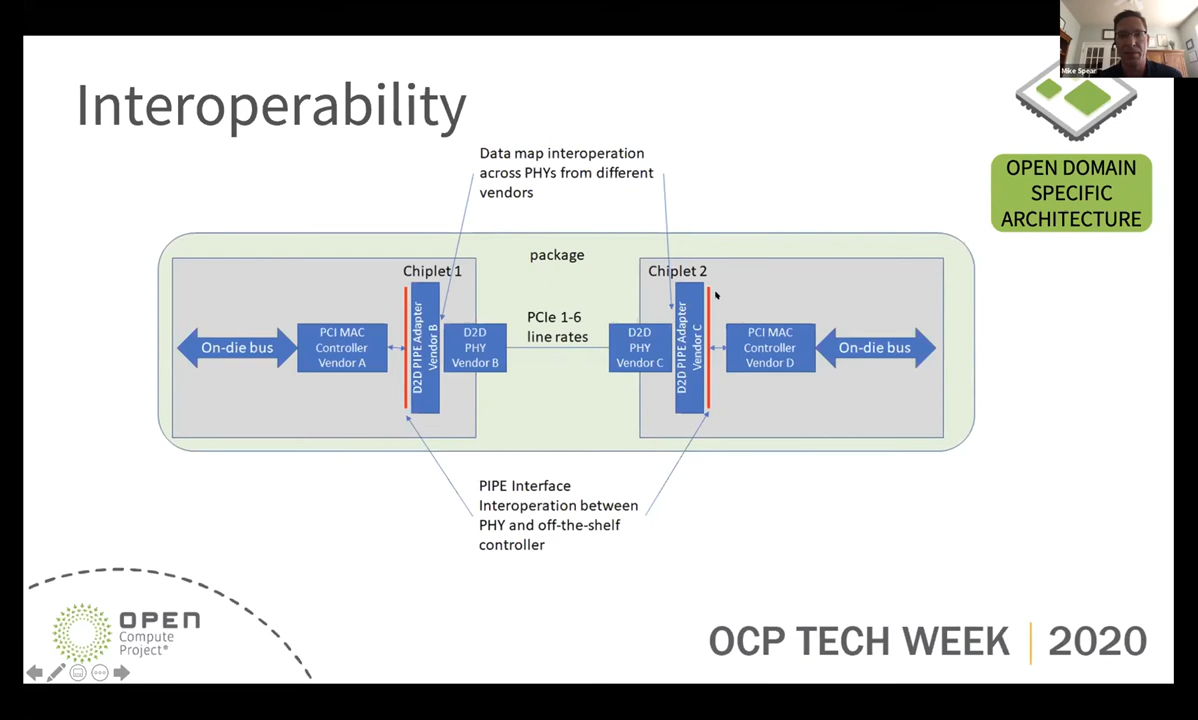 Mike Spear
Interoperability
OPEN DOMAIN
SPECIFIC
ARCHITECTURE
Data map interoperation
across PHYs from different
vendors
package
Chiplet 1
Chiplet 2
On-die bus
PCI MAC
Controller
Vendor A
D2D PIPE Adapter
Vendor B
D2D
PHY
Vendor B
PCIe 1-6
line rates
D2D
PHY
Vendor C
D2D PIPE Adapter
Vendor C
PCI MAC
Controller
Vendor D
On-die bus
PIPE Interface
Interoperation between
PHY and off-the-shelf
controller
OPEN
Compute
Project®
OCP TECH WEEK 2020